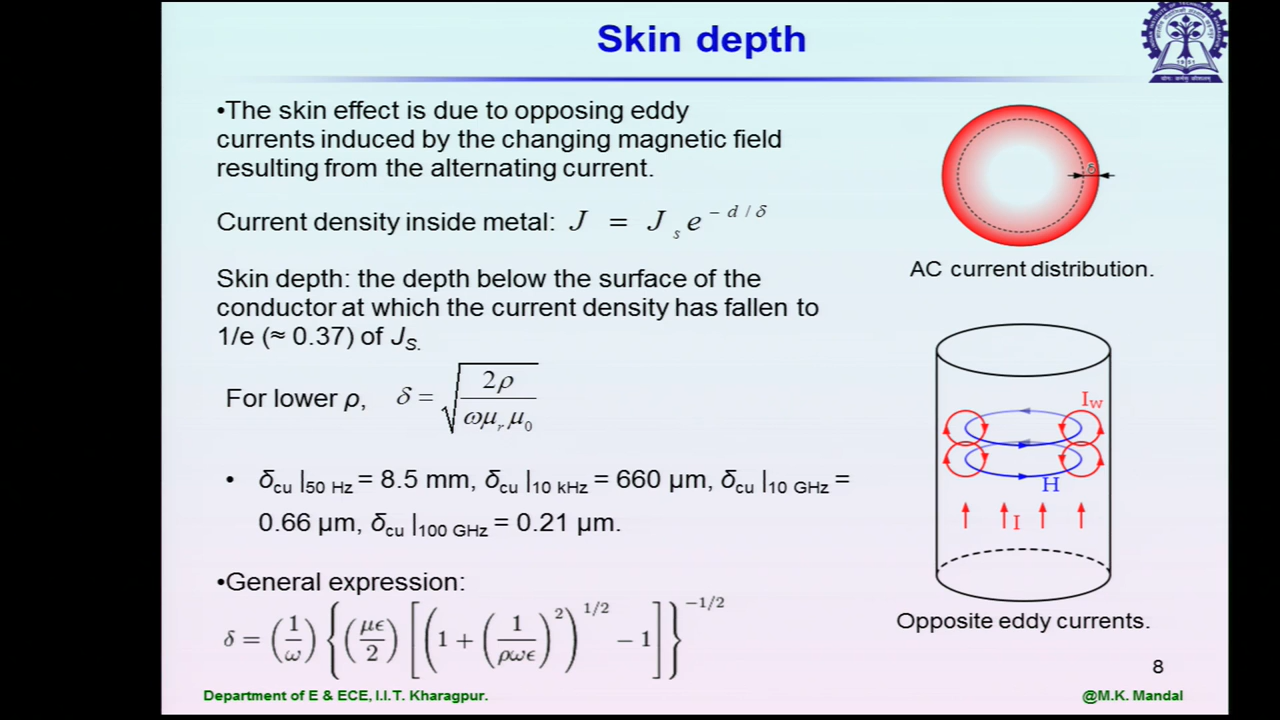 Skin depth
•The skin effect is due to opposing eddy
currents induced by the changing magnetic field
resulting from the alternating current.
Current density inside metal: J = J_s e^{-d/δ}
Skin depth: the depth below the surface of the
conductor at which the current density has fallen to
1/e (≈ 0.37) of J_S.
For lower ρ, δ = √(2ρ / ωμ_rμ_0)
• δ_cu |_50 Hz = 8.5 mm, δ_cu |_10 kHz = 660 μm, δ_cu |_10 GHz =
0.66 μm, δ_cu |_100 GHz = 0.21 μm.
•General expression:
δ = (1/ω) {(με/2) [(1 + (1/ρωε)^2)^{1/2} − 1]}^{−1/2}
δ
AC current distribution.
I_w
H
I
Opposite eddy currents.
8
Department of E & ECE, I.I.T. Kharagpur.
@M.K. Mandal